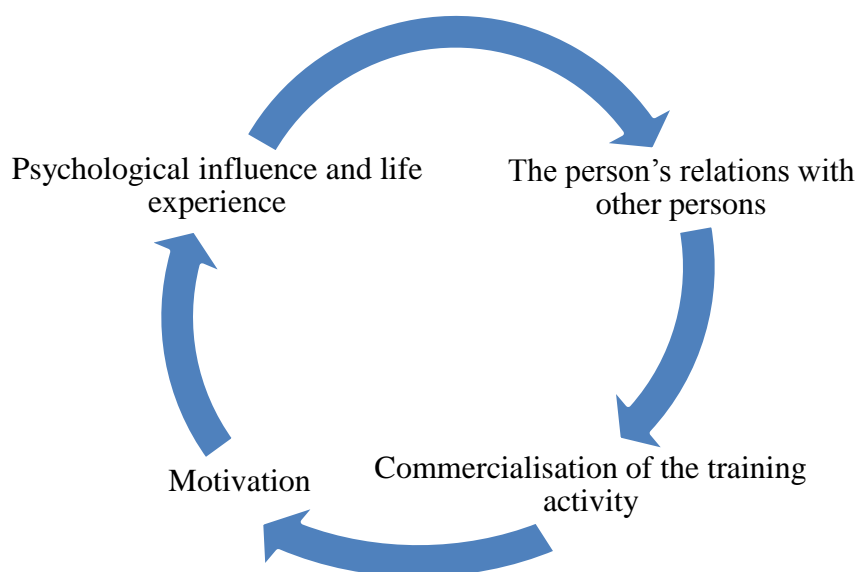 Psychological influence and life
experience
The person’s relations with
other persons
Commercialisation of the training
activity
Motivation